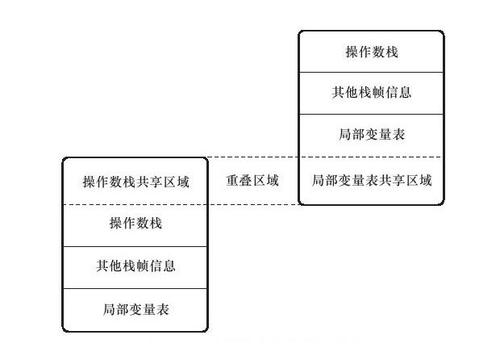 操作数栈
其他栈帧信息
局部变量表
操作数栈共享区域
重叠区域
局部变量表共享区域
操作数栈
其他栈帧信息
局部变量表